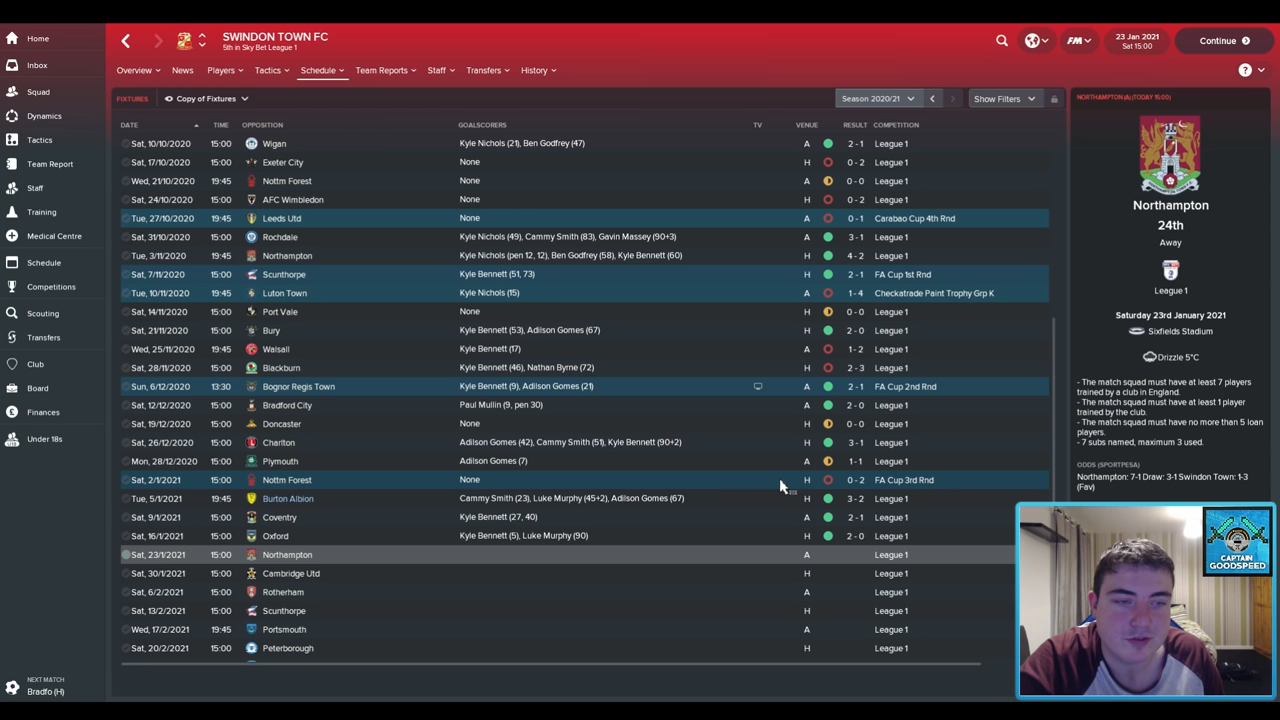 SWINDON TOWN FC
5th in Sky Bet League 1
FM
23 Jan 2021
Sat 15:00
Continue
Home
Inbox
Squad
Dynamics
Tactics
Team Report
Staff
Training
Medical Centre
Schedule
Competitions
Scouting
Transfers
Club
Board
Finances
Under 18s
NEXT MATCH
Bradfo (H)
Overview News Players Tactics Schedule Team Reports Staff Transfers History ?
FIXTURES Copy of Fixtures Season 2020/21 Show Filters
DATE TIME OPPOSITION GOALSCORERS TV VENUE RESULT COMPETITION
Sat, 10/10/2020 15:00 Wigan Kyle Nichols (21), Ben Godfrey (47) A 2 - 1 League 1
Sat, 17/10/2020 15:00 Exeter City None H 0 - 2 League 1
Wed, 21/10/2020 19:45 Nottm Forest None A 0 - 0 League 1
Sat, 24/10/2020 15:00 AFC Wimbledon None H 0 - 2 League 1
Tue, 27/10/2020 19:45 Leeds Utd None A 0 - 1 Carabao Cup 4th Rnd
Sat, 31/10/2020 15:00 Rochdale Kyle Nichols (49), Cammy Smith (83), Gavin Massey (90+3) A 3 - 1 League 1
Tue, 3/11/2020 19:45 Northampton Kyle Nichols (pen 12, 12), Ben Godfrey (58), Kyle Bennett (60) H 4 - 2 League 1
Sat, 7/11/2020 15:00 Scunthorpe Kyle Bennett (51, 73) H 2 - 1 FA Cup 1st Rnd
Tue, 10/11/2020 19:45 Luton Town Kyle Nichols (15) A 1 - 4 Checkatrade Paint Trophy Grp K
Sat, 14/11/2020 15:00 Port Vale None H 0 - 0 League 1
Sat, 21/11/2020 15:00 Bury Kyle Bennett (53), Adilson Gomes (67) H 2 - 0 League 1
Wed, 25/11/2020 19:45 Walsall Kyle Bennett (17) A 1 - 2 League 1
Sat, 28/11/2020 15:00 Blackburn Kyle Bennett (46), Nathan Byrne (72) H 2 - 3 League 1
Sun, 6/12/2020 13:30 Bognor Regis Town Kyle Bennett (9), Adilson Gomes (21) A 2 - 1 FA Cup 2nd Rnd
Sat, 12/12/2020 15:00 Bradford City Paul Mullin (9, pen 30) A 2 - 0 League 1
Sat, 19/12/2020 15:00 Doncaster None H 0 - 0 League 1
Sat, 26/12/2020 15:00 Charlton Adilson Gomes (42), Cammy Smith (51), Kyle Bennett (90+2) H 3 - 1 League 1
Mon, 28/12/2020 15:00 Plymouth Adilson Gomes (7) A 1 - 1 League 1
Sat, 2/1/2021 15:00 Nottm Forest None H 0 - 2 FA Cup 3rd Rnd
Tue, 5/1/2021 19:45 Burton Albion Cammy Smith (23), Luke Murphy (45+2), Adilson Gomes (67) H 3 - 2 League 1
Sat, 9/1/2021 15:00 Coventry Kyle Bennett (27, 40) A 2 - 1 League 1
Sat, 16/1/2021 15:00 Oxford Kyle Bennett (5), Luke Murphy (90) H 2 - 0 League 1
Sat, 23/1/2021 15:00 Northampton A League 1
Sat, 30/1/2021 15:00 Cambridge Utd H League 1
Sat, 6/2/2021 15:00 Rotherham A League 1
Sat, 13/2/2021 15:00 Scunthorpe H League 1
Wed, 17/2/2021 19:45 Portsmouth A League 1
Sat, 20/2/2021 15:00 Peterborough H League 1
NORTHAMPTON (A) (TODAY 15:00)
Northampton
24th
Away
League 1
Saturday 23rd January 2021
Sixfields Stadium
Drizzle 5°C
- The match squad must have at least 7 players
trained by a club in England.
- The match squad must have at least 1 player
trained by the club.
- The match squad must have no more than 5 loan
players.
- 7 subs named, maximum 3 used.
ODDS (SPORTPESA)
Northampton: 7-1 Draw: 3-1 Swindon Town: 1-3
(Fav)
CAPTAIN
GOODSPEED